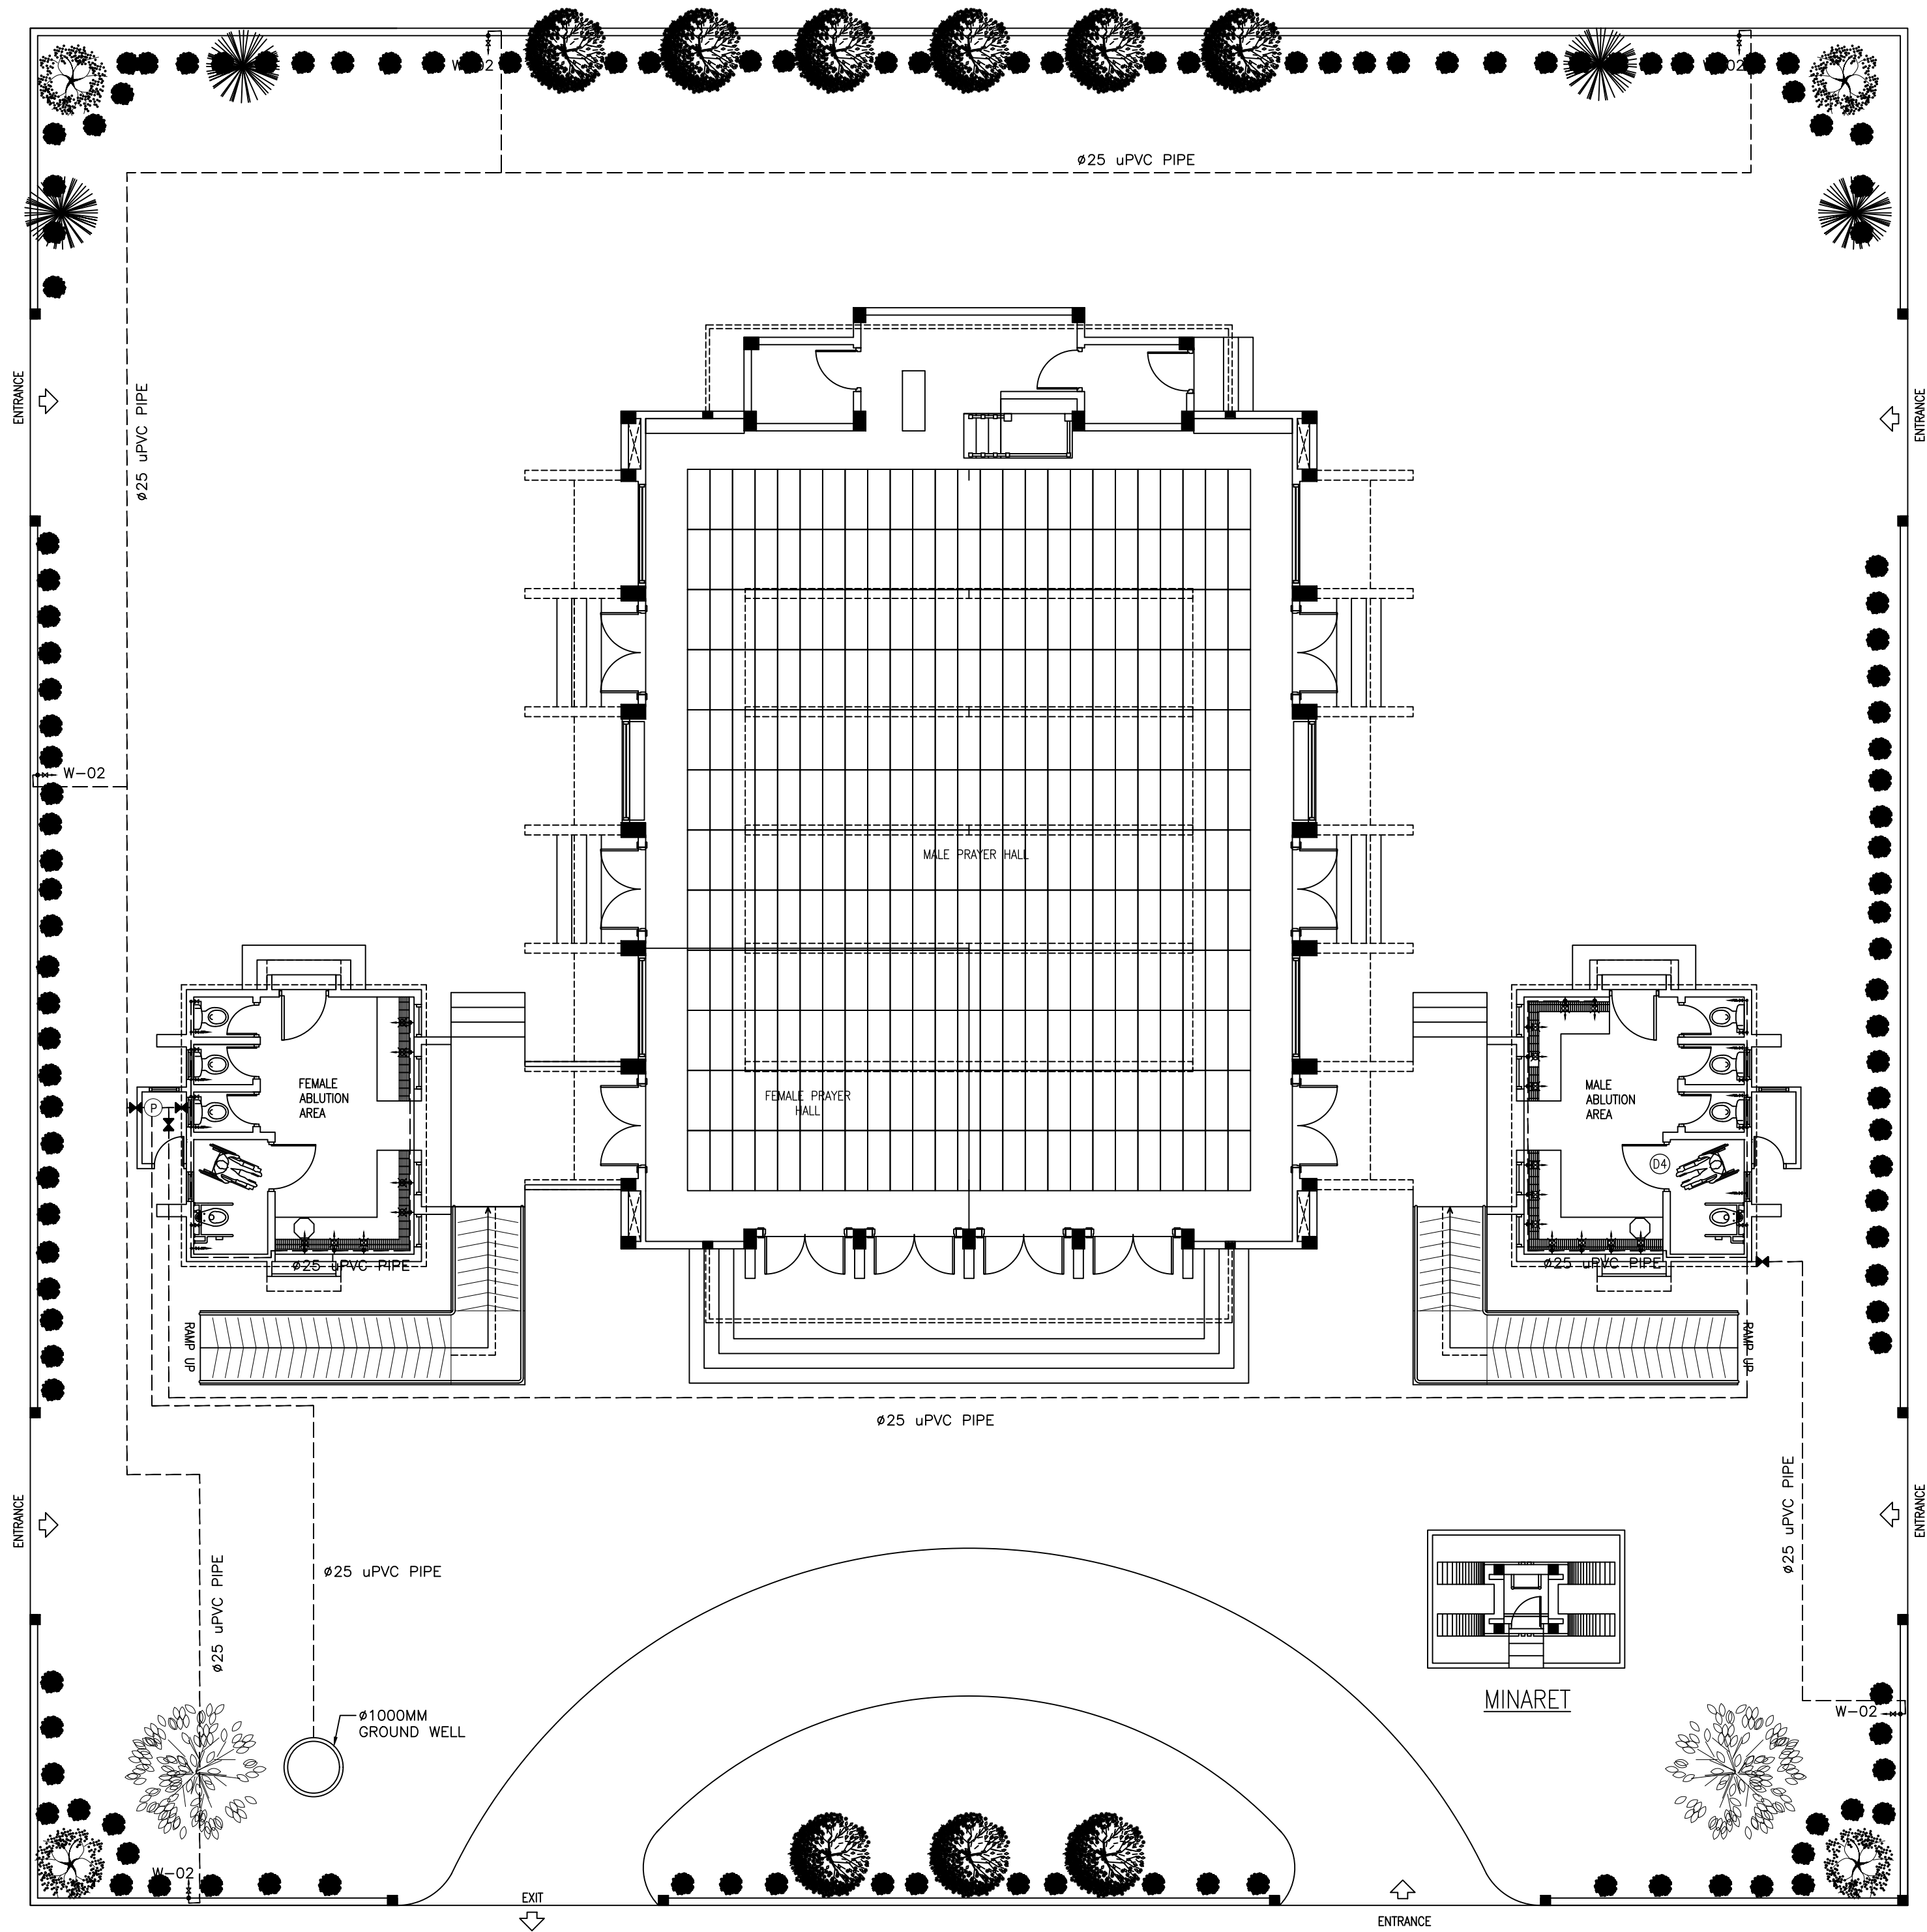 W-02
W-02
ø25 uPVC PIPE
ENTRANCE
ø25 uPVC PIPE
ENTRANCE
W-02
MALE PRAYER HALL
FEMALE
ABLUTION
AREA
P
FEMALE PRAYER
HALL
MALE
ABLUTION
AREA
D4
ø25 uPVC PIPE
ø25 uPVC PIPE
RAMP UP
RAMP UP
ø25 uPVC PIPE
ENTRANCE
ø25 uPVC PIPE
ø25 uPVC PIPE
ø25 uPVC PIPE
ENTRANCE
MINARET
ø1000MM
GROUND WELL
W-02
W-02
EXIT
ENTRANCE